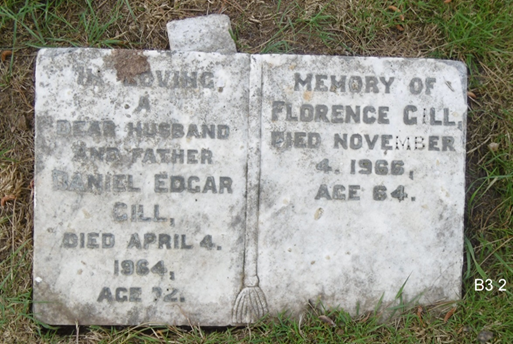 IN LOVING,
A
DEAR HUSBAND
AND FATHER
DANIEL EDGAR
GILL,
DIED APRIL 4.
1964,
AGE 72.
MEMORY OF
FLORENCE GILL,
DIED NOVEMBER
4. 1966,
AGE 64.
B3 2